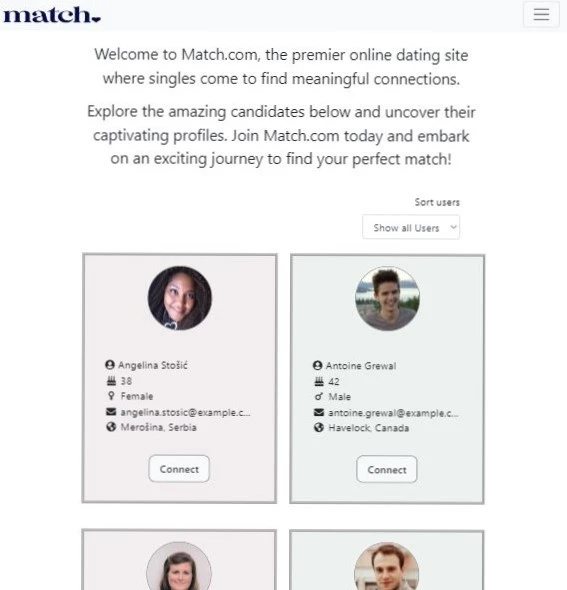 match
Welcome to Match.com, the premier online dating site
where singles come to find meaningful connections.
Explore the amazing candidates below and uncover their
captivating profiles. Join Match.com today and embark
on an exciting journey to find your perfect match!
Sort users
Show all Users
Angelina Stošić
38
Female
angelina.stosic@example.c...
Merošina, Serbia
Connect
Antoine Grewal
42
Male
antoine.grewal@example.c...
Havelock, Canada
Connect